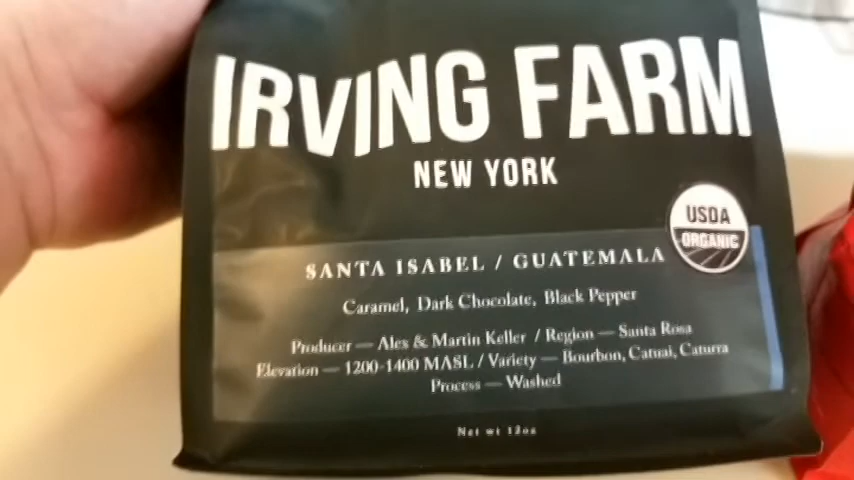 IRVING FARM
NEW YORK
USDA
ORGANIC
SANTA ISABEL / GUATEMALA
Caramel, Dark Chocolate, Black Pepper
Producer — Alex & Martin Keller / Region — Santa Rosa
Elevation — 1200-1400 MASL / Variety — Bourbon, Catuai, Caturra
Process — Washed
Net wt 12oz